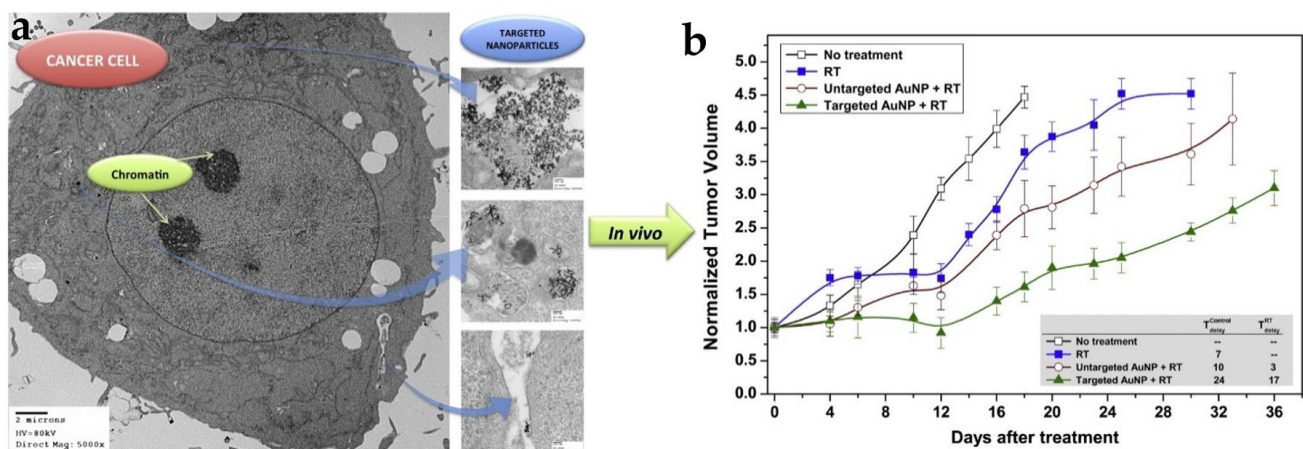 a
CANCER CELL
Chromatin
2 microns
HV=80kV
Direct Mag: 5000x
TARGETED
NANOPARTICLES
In vivo
b
No treatment
RT
Untargeted AuNP + RT
Targeted AuNP + RT
Normalized Tumor Volume
5.0
4.5
4.0
3.5
3.0
2.5
2.0
1.5
1.0
0.5
0.0
T Control delay T RT delay
No treatment -- --
RT 7 --
Untargeted AuNP + RT 10 3
Targeted AuNP + RT 24 17
0 4 8 12 16 20 24 28 32 36
Days after treatment